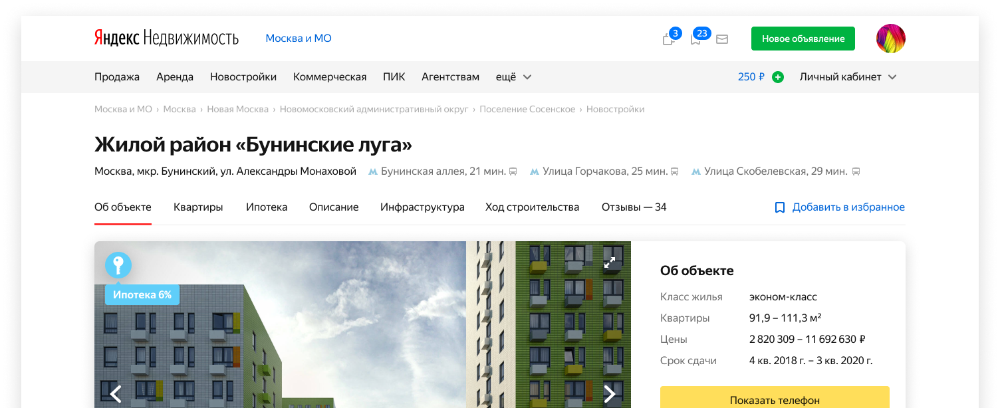 Яндекс Недвижимость Москва и МО 3 23 Новое объявление
Продажа Аренда Новостройки Коммерческая ПИК Агентствам ещё 250 ₽ Личный кабинет
Москва и МО › Москва › Новая Москва › Новомосковский административный округ › Поселение Сосенское › Новостройки
Жилой район «Бунинские луга»
Москва, мкр. Бунинский, ул. Александры Монаховой Бунинская аллея, 21 мин. Улица Горчакова, 25 мин. Улица Скобелевская, 29 мин.
Об объекте Квартиры Ипотека Описание Инфраструктура Ход строительства Отзывы — 34 Добавить в избранное
Ипотека 6%
Об объекте
Класс жилья эконом-класс
Квартиры 91,9 – 111,3 м²
Цены 2 820 309 – 11 692 630 ₽
Срок сдачи 4 кв. 2018 г. – 3 кв. 2020 г.
Показать телефон